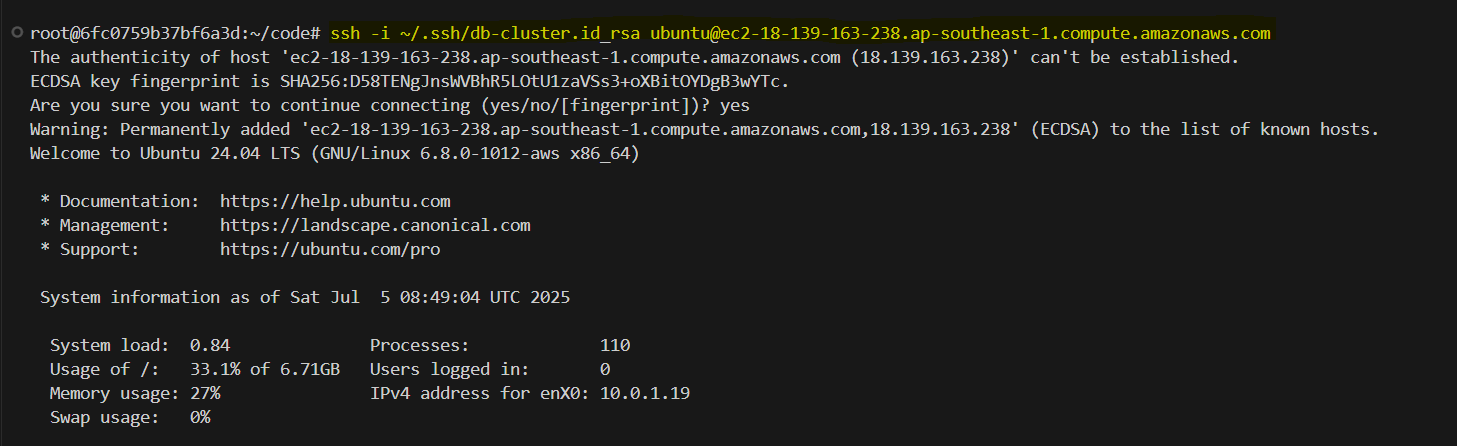 root@6fc0759b37bf6a3d:~/code# ssh -i ~/.ssh/db-cluster.id_rsa ubuntu@ec2-18-139-163-238.ap-southeast-1.compute.amazonaws.com
The authenticity of host 'ec2-18-139-163-238.ap-southeast-1.compute.amazonaws.com (18.139.163.238)' can't be established.
ECDSA key fingerprint is SHA256:D58TENgJnsWVBhR5LOtU1zaVSs3+oXBitOYDgB3wYTc.
Are you sure you want to continue connecting (yes/no/[fingerprint])? yes
Warning: Permanently added 'ec2-18-139-163-238.ap-southeast-1.compute.amazonaws.com,18.139.163.238' (ECDSA) to the list of known hosts.
Welcome to Ubuntu 24.04 LTS (GNU/Linux 6.8.0-1012-aws x86_64)

 * Documentation:  https://help.ubuntu.com
 * Management:     https://landscape.canonical.com
 * Support:        https://ubuntu.com/pro

 System information as of Sat Jul  5 08:49:04 UTC 2025

  System load:  0.84              Processes:             110
  Usage of /:   33.1% of 6.71GB   Users logged in:       0
  Memory usage: 27%               IPv4 address for enX0: 10.0.1.19
  Swap usage:   0%